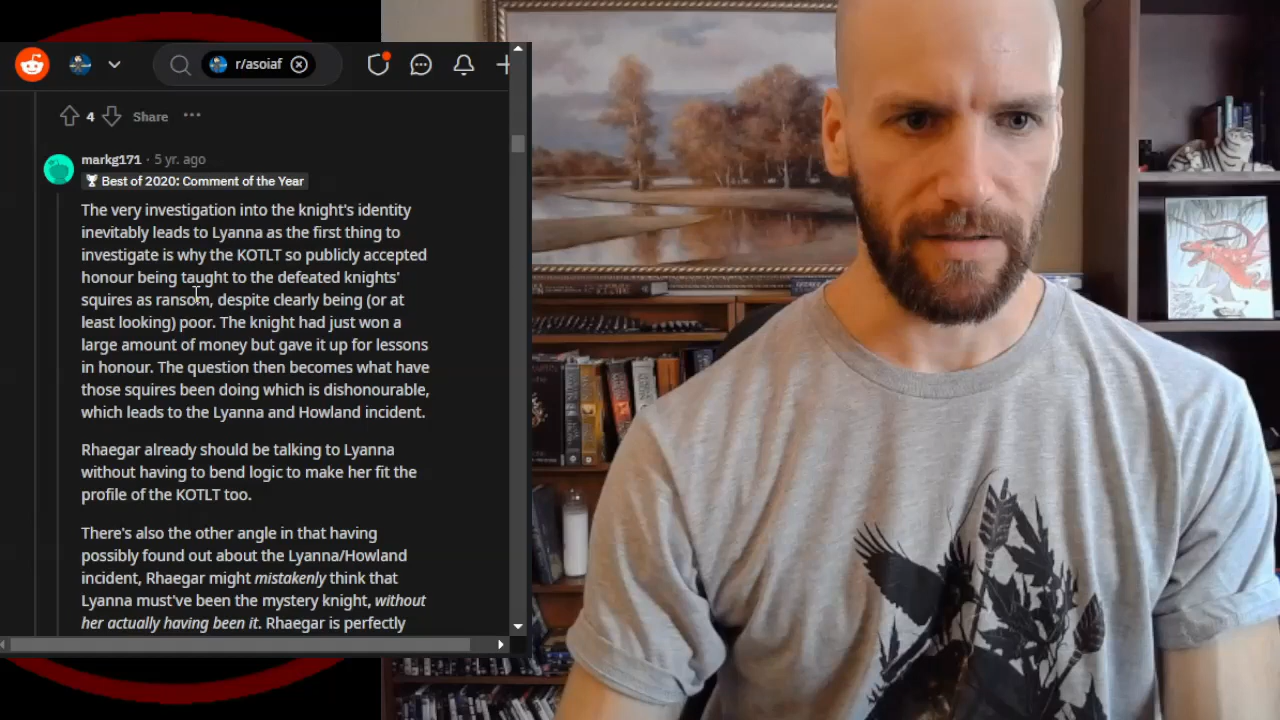 r/asoiaf
4 Share
markg171 · 5 yr. ago
Best of 2020: Comment of the Year
The very investigation into the knight's identity
inevitably leads to Lyanna as the first thing to
investigate is why the KOTLT so publicly accepted
honour being taught to the defeated knights'
squires as ransom, despite clearly being (or at
least looking) poor. The knight had just won a
large amount of money but gave it up for lessons
in honour. The question then becomes what have
those squires been doing which is dishonourable,
which leads to the Lyanna and Howland incident.
Rhaegar already should be talking to Lyanna
without having to bend logic to make her fit the
profile of the KOTLT too.
There's also the other angle in that having
possibly found out about the Lyanna/Howland
incident, Rhaegar might mistakenly think that
Lyanna must've been the mystery knight, without
her actually having been it. Rhaegar is perfectly